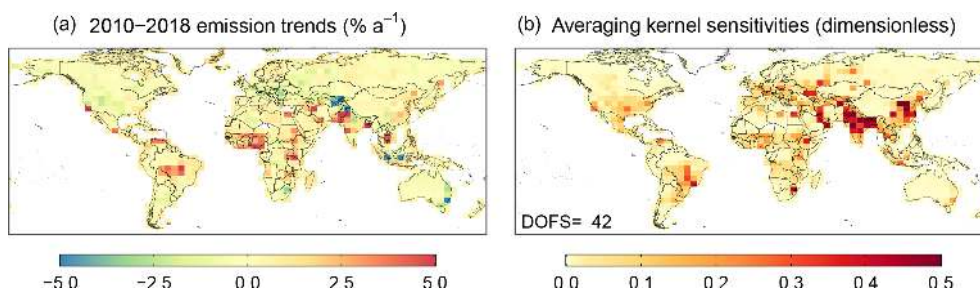 (a) 2010−2018 emission trends (% a⁻¹)
(b) Averaging kernel sensitivities (dimensionless)
DOFS= 42
−5.0 −2.5 0.0 2.5 5.0
0.0 0.1 0.2 0.3 0.4 0.5